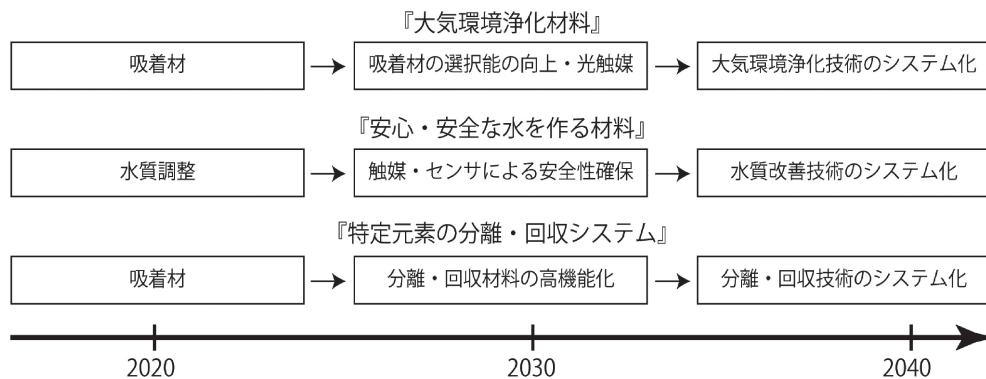 『大気環境浄化材料』
吸着材
吸着材の選択能の向上・光触媒
大気環境浄化技術のシステム化
『安心・安全な水を作る材料』
水質調整
触媒・センサによる安全性確保
水質改善技術のシステム化
『特定元素の分離・回収システム』
吸着材
分離・回収材料の高機能化
分離・回収技術のシステム化
2020
2030
2040